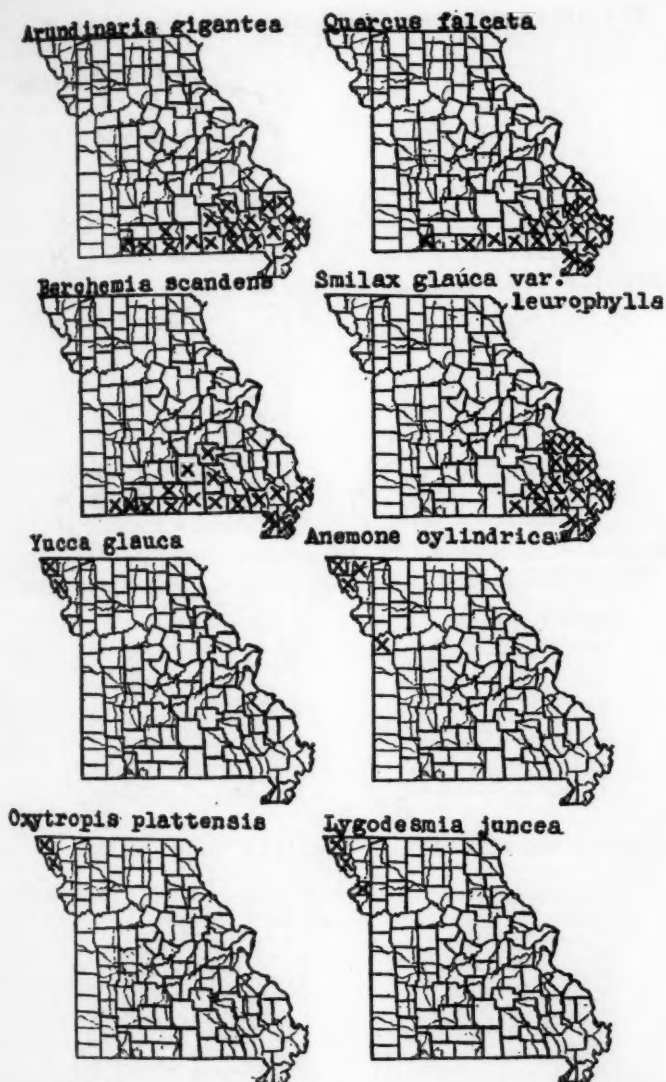 Arundinaria gigantea
Quercus falcata
Berchemia scandens
Smilax glauca var.
leurophylla
Yucca glauca
Anemone cylindrica
Oxytropis plattensis
Lygodesmia juncea